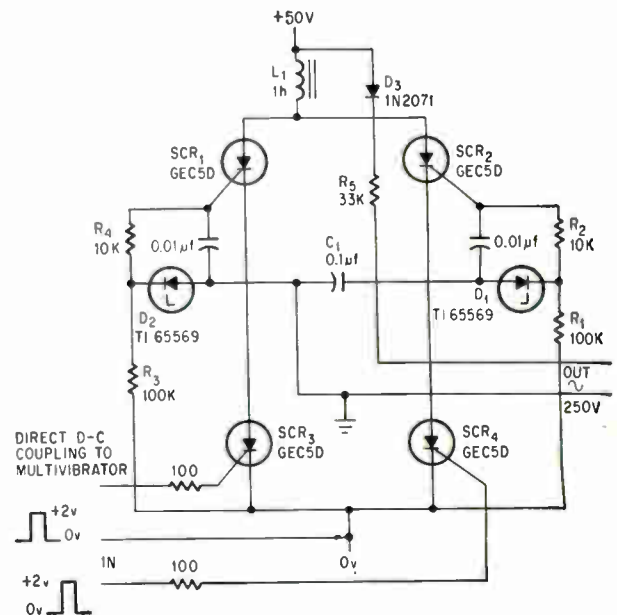 +50V
L1
1h
D3
1N2071
SCR1
GEC5D
SCR2
GEC5D
R5
33K
R4
10K
0.01µf
C1
0.1µf
0.01µf
R2
10K
D2
TI 65569
D1
TI 65569
R1
100K
R3
100K
OUT
∿
250V
SCR3
GEC5D
SCR4
GEC5D
DIRECT D-C
COUPLING TO
MULTIVIBRATOR
100
+2v
0v
0v
IN
100
+2v
0v